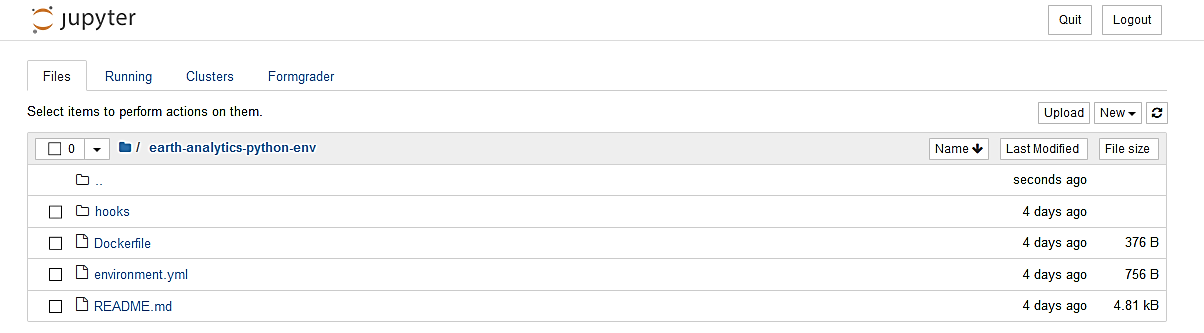 jupyter Quit Logout
Files Running Clusters Formgrader
Select items to perform actions on them. Upload New
0 / earth-analytics-python-env Name Last Modified File size
.. seconds ago
hooks 4 days ago
Dockerfile 4 days ago 376 B
environment.yml 4 days ago 756 B
README.md 4 days ago 4.81 kB